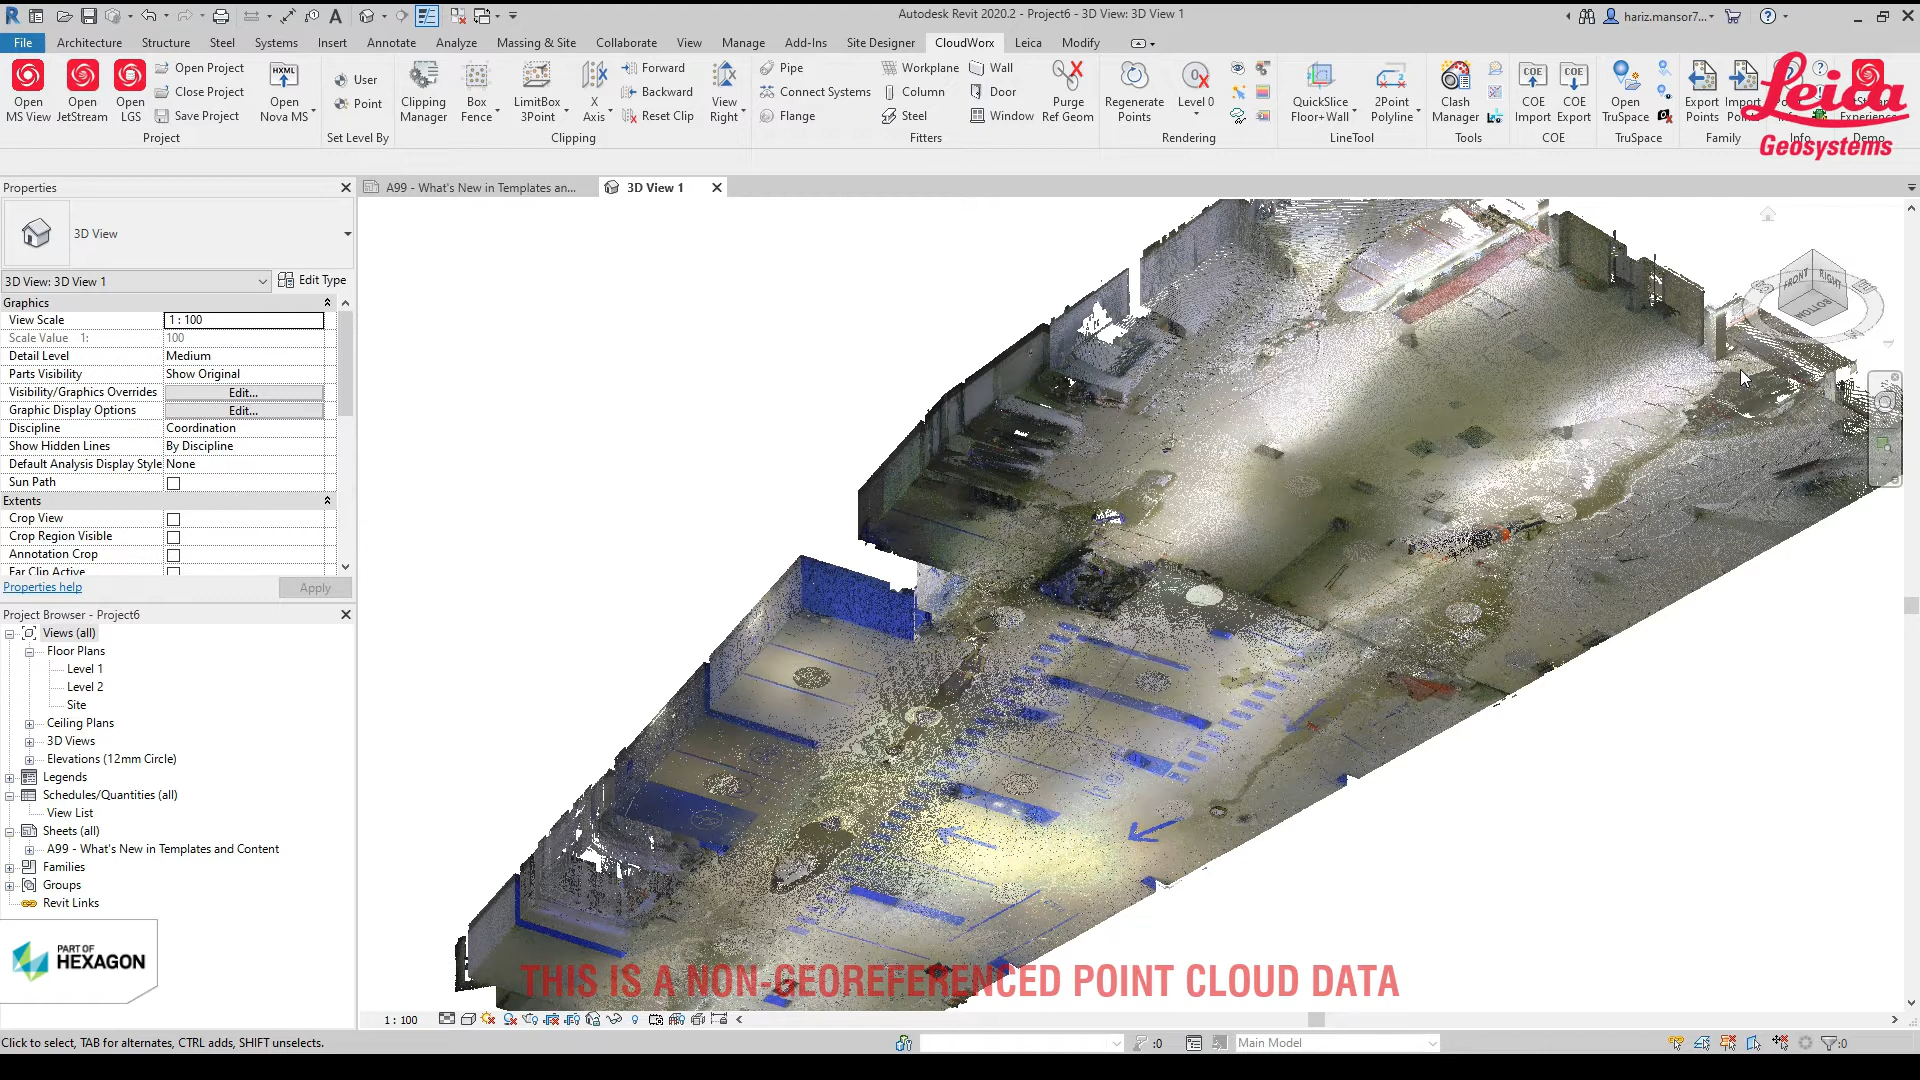 Autodesk Revit 2020.2 - Project6 - 3D View: 3D View 1
hariz.mansor7...
File Architecture Structure Steel Systems Insert Annotate Analyze Massing & Site Collaborate View Manage Add-Ins Site Designer CloudWorx Leica Modify
Open MS View
Open JetStream
Open LGS
Open Project
Close Project
Save Project
HXML
Open Nova MS
Project
User
Point
Set Level By
Clipping Manager
Box Fence
LimitBox 3Point
X Axis
Forward
Backward
Reset Clip
View Right
Clipping
Pipe
Connect Systems
Flange
Workplane
Column
Steel
Wall
Door
Window
Purge Ref Geom
Fitters
Regenerate Points
Level 0
Rendering
QuickSlice Floor+Wall
2Point Polyline
LineTool
Clash Manager
Tools
COE Import
COE Export
COE
Open TruSpace
TruSpace
Export Points
Import
Family
Info
Experience
Demo
Leica
Geosystems
Properties
A99 - What's New in Templates an...
3D View 1
3D View
3D View: 3D View 1
Edit Type
Graphics
View Scale 1 : 100
Scale Value 1: 100
Detail Level Medium
Parts Visibility Show Original
Visibility/Graphics Overrides Edit...
Graphic Display Options Edit...
Discipline Coordination
Show Hidden Lines By Discipline
Default Analysis Display Style None
Sun Path
Extents
Crop View
Crop Region Visible
Annotation Crop
Far Clip Active
Properties help
Apply
Project Browser - Project6
Views (all)
Floor Plans
Level 1
Level 2
Site
Ceiling Plans
3D Views
Elevations (12mm Circle)
Legends
Schedules/Quantities (all)
View List
Sheets (all)
A99 - What's New in Templates and Content
Families
Groups
Revit Links
PART OF
HEXAGON
FRONT
RIGHT
BOTTOM
THIS IS A NON-GEOREFERENCED POINT CLOUD DATA
1 : 100
Click to select, TAB for alternates, CTRL adds, SHIFT unselects.
:0
Main Model
:0